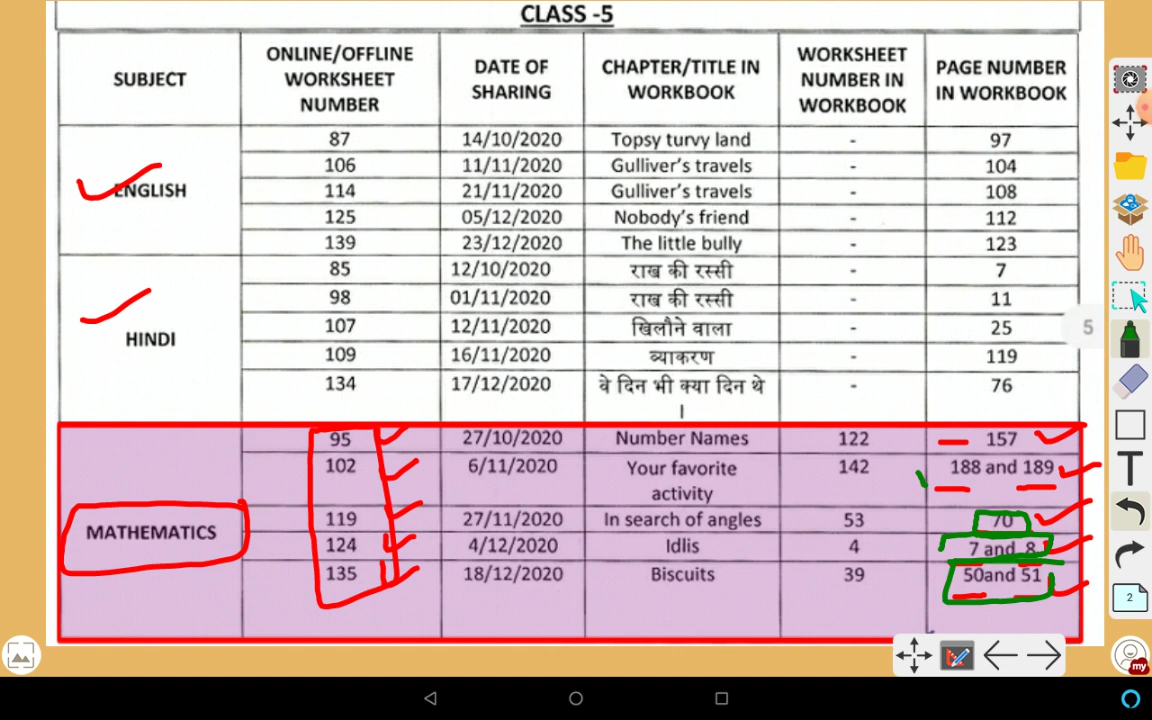 CLASS -5
SUBJECT ONLINE/OFFLINE WORKSHEET NUMBER DATE OF SHARING CHAPTER/TITLE IN WORKBOOK WORKSHEET NUMBER IN WORKBOOK PAGE NUMBER IN WORKBOOK
ENGLISH
87 14/10/2020 Topsy turvy land - 97
106 11/11/2020 Gulliver's travels - 104
114 21/11/2020 Gulliver's travels - 108
125 05/12/2020 Nobody's friend - 112
139 23/12/2020 The little bully - 123
HINDI
85 12/10/2020 राख की रस्सी - 7
98 01/11/2020 राख की रस्सी - 11
107 12/11/2020 खिलौने वाला - 25
109 16/11/2020 व्याकरण - 119
134 17/12/2020 वे दिन भी क्या दिन थे - 76
।
MATHEMATICS
95 27/10/2020 Number Names 122 157
102 6/11/2020 Your favorite activity 142 188 and 189
119 27/11/2020 In search of angles 53 70
124 4/12/2020 Idlis 4 7 and 8
135 18/12/2020 Biscuits 39 50and 51
5
T
2
my